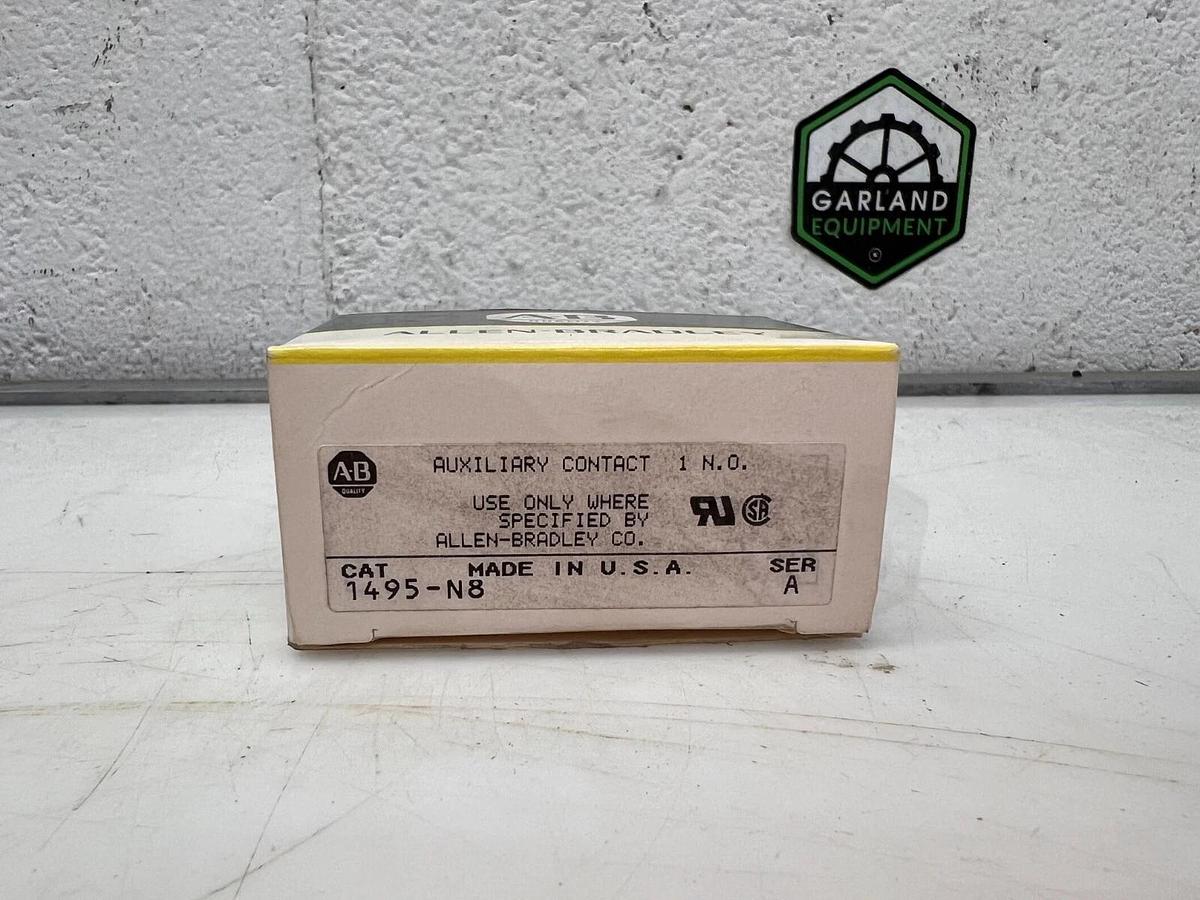 GARLAND
EQUIPMENT
A-B
ALLEN-BRADLEY
A-B
QUALITY
AUXILIARY CONTACT 1 N.O.
USE ONLY WHERE
SPECIFIED BY
ALLEN-BRADLEY CO.
CAT MADE IN U.S.A. SER
1495-N8 A